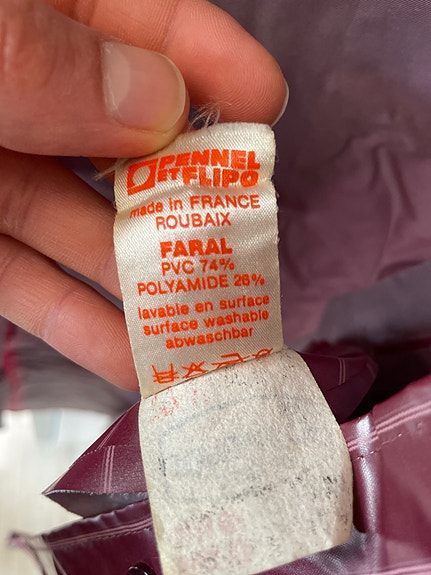 PENNEL
ET FLIPO
made in FRANCE
ROUBAIX
FARAL
PVC 74%
POLYAMIDE 26%
lavable en surface
surface washable
abwaschbar